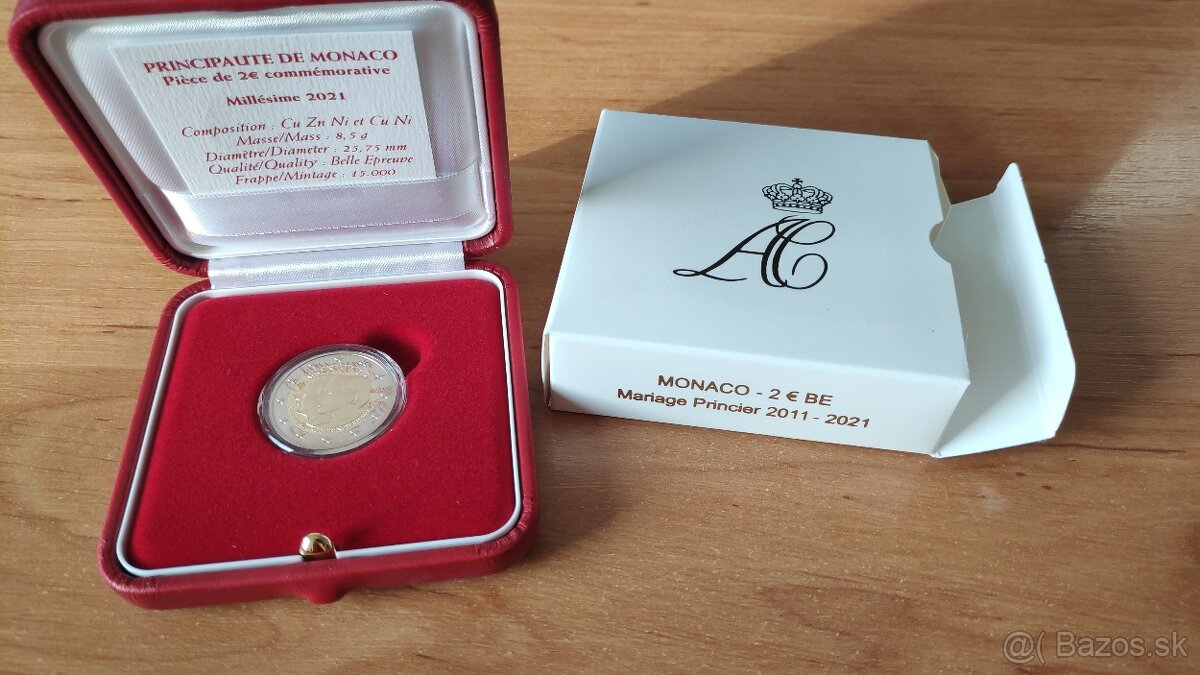 PRINCIPAUTE DE MONACO
Pièce de 2€ commémorative
Millésime 2021
Composition : Cu Zn Ni et Cu Ni
Masse/Mass : 8,5 g
Diamètre/Diameter : 25,75 mm
Qualité/Quality : Belle Epreuve
Frappe/Mintage : 15.000
AC
MONACO - 2 € BE
Mariage Princier 2011 - 2021
@( Bazos.sk